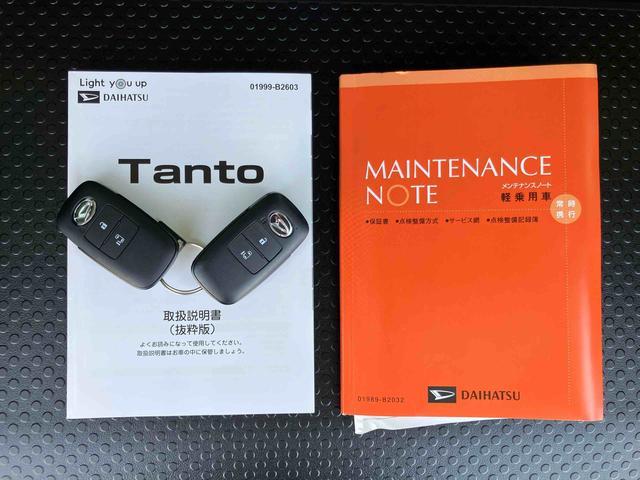 Light you up
DAIHATSU
01999-B2603
Tanto
取扱説明書
（抜粋版）
よくお読みになって使用してください。
取扱説明書はお車の中に保管しましょう。
MAINTENANCE
NOTE
メンテナンスノート
軽乗用車
常時
携行
●保証書 ●点検整備方式 ●サービス網 ●点検整備記録簿
01989-B2032
DAIHATSU